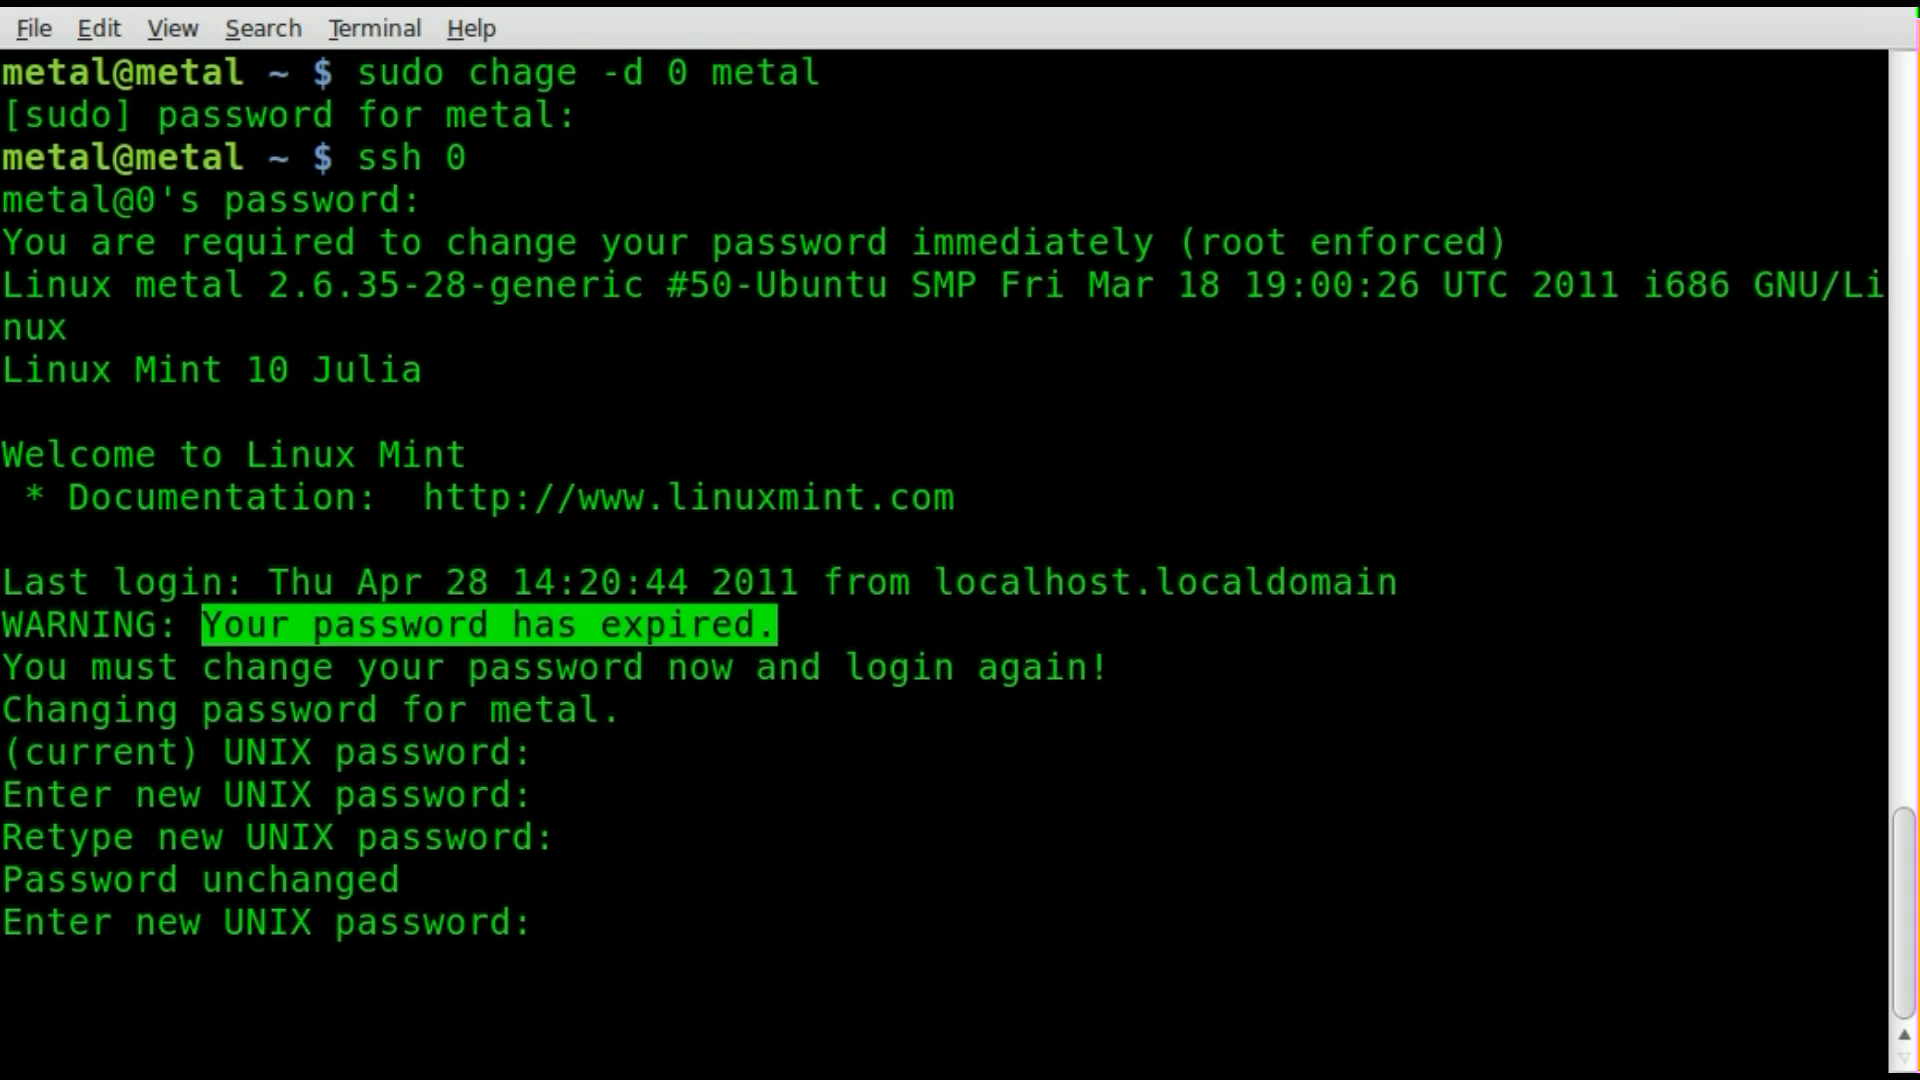 File Edit View Search Terminal Help
metal@metal ~ $ sudo chage -d 0 metal
[sudo] password for metal:
metal@metal ~ $ ssh 0
metal@0's password:
You are required to change your password immediately (root enforced)
Linux metal 2.6.35-28-generic #50-Ubuntu SMP Fri Mar 18 19:00:26 UTC 2011 i686 GNU/Li
nux
Linux Mint 10 Julia
Welcome to Linux Mint
 * Documentation:  http://www.linuxmint.com
Last login: Thu Apr 28 14:20:44 2011 from localhost.localdomain
WARNING: Your password has expired.
You must change your password now and login again!
Changing password for metal.
(current) UNIX password:
Enter new UNIX password:
Retype new UNIX password:
Password unchanged
Enter new UNIX password: